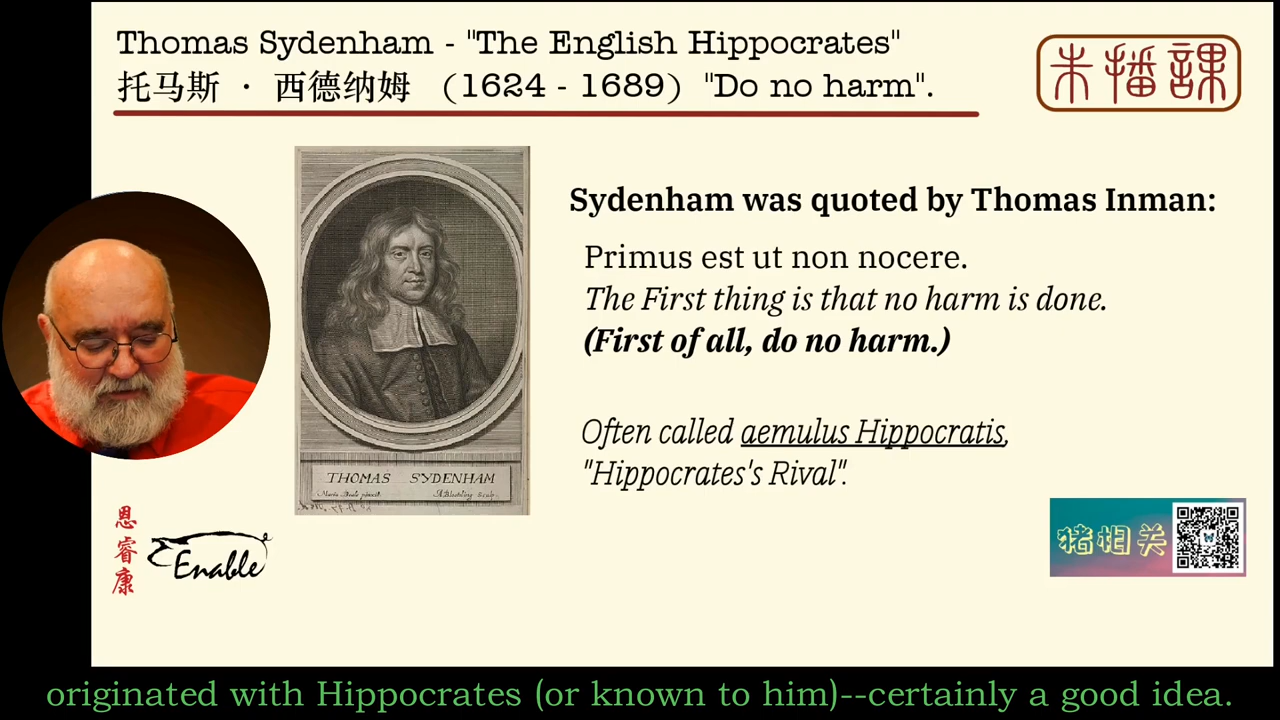 Thomas Sydenham - "The English Hippocrates"
托马斯 · 西德纳姆 (1624 - 1689) "Do no harm".
朱播課
Sydenham was quoted by Thomas Inman:
Primus est ut non nocere.
The First thing is that no harm is done.
(First of all, do no harm.)
Often called aemulus Hippocratis,
"Hippocrates's Rival".
THOMAS SYDENHAM
恩睿康
Enable
猪相关
originated with Hippocrates (or known to him)--certainly a good idea.